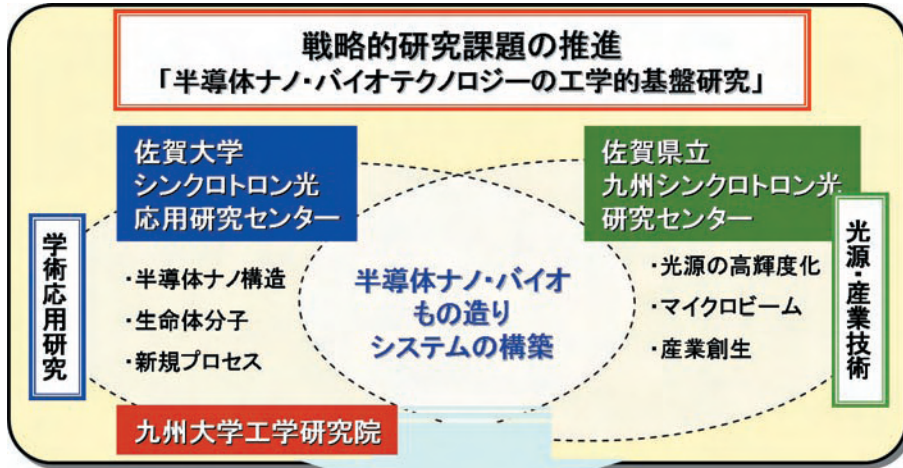 戦略的研究課題の推進
「半導体ナノ・バイオテクノロジーの工学的基盤研究」
佐賀大学
シンクロトロン光
応用研究センター
佐賀県立
九州シンクロトロン光
研究センター
学術応用研究
・半導体ナノ構造
・生命体分子
・新規プロセス
半導体ナノ・バイオ
もの造り
システムの構築
・光源の高輝度化
・マイクロビーム
・産業創生
光源・産業技術
九州大学工学研究院